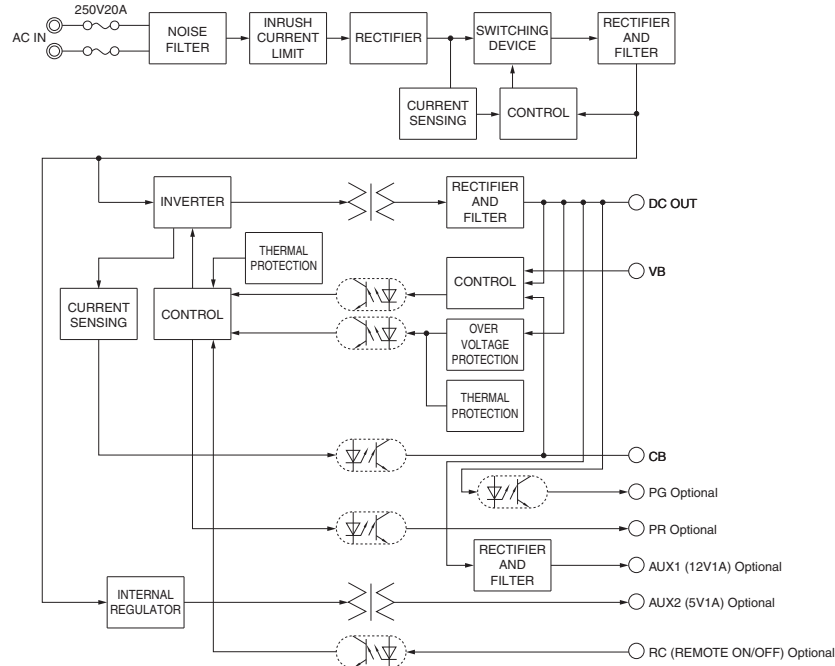 250V20A
AC IN
NOISE
FILTER
INRUSH
CURRENT
LIMIT
RECTIFIER
SWITCHING
DEVICE
RECTIFIER
AND
FILTER
CURRENT
SENSING
CONTROL
INVERTER
RECTIFIER
AND
FILTER
DC OUT
THERMAL
PROTECTION
CONTROL
VB
CURRENT
SENSING
CONTROL
OVER
VOLTAGE
PROTECTION
THERMAL
PROTECTION
CB
PG Optional
PR Optional
RECTIFIER
AND
FILTER
AUX1 (12V1A) Optional
INTERNAL
REGULATOR
AUX2 (5V1A) Optional
RC (REMOTE ON/OFF) Optional